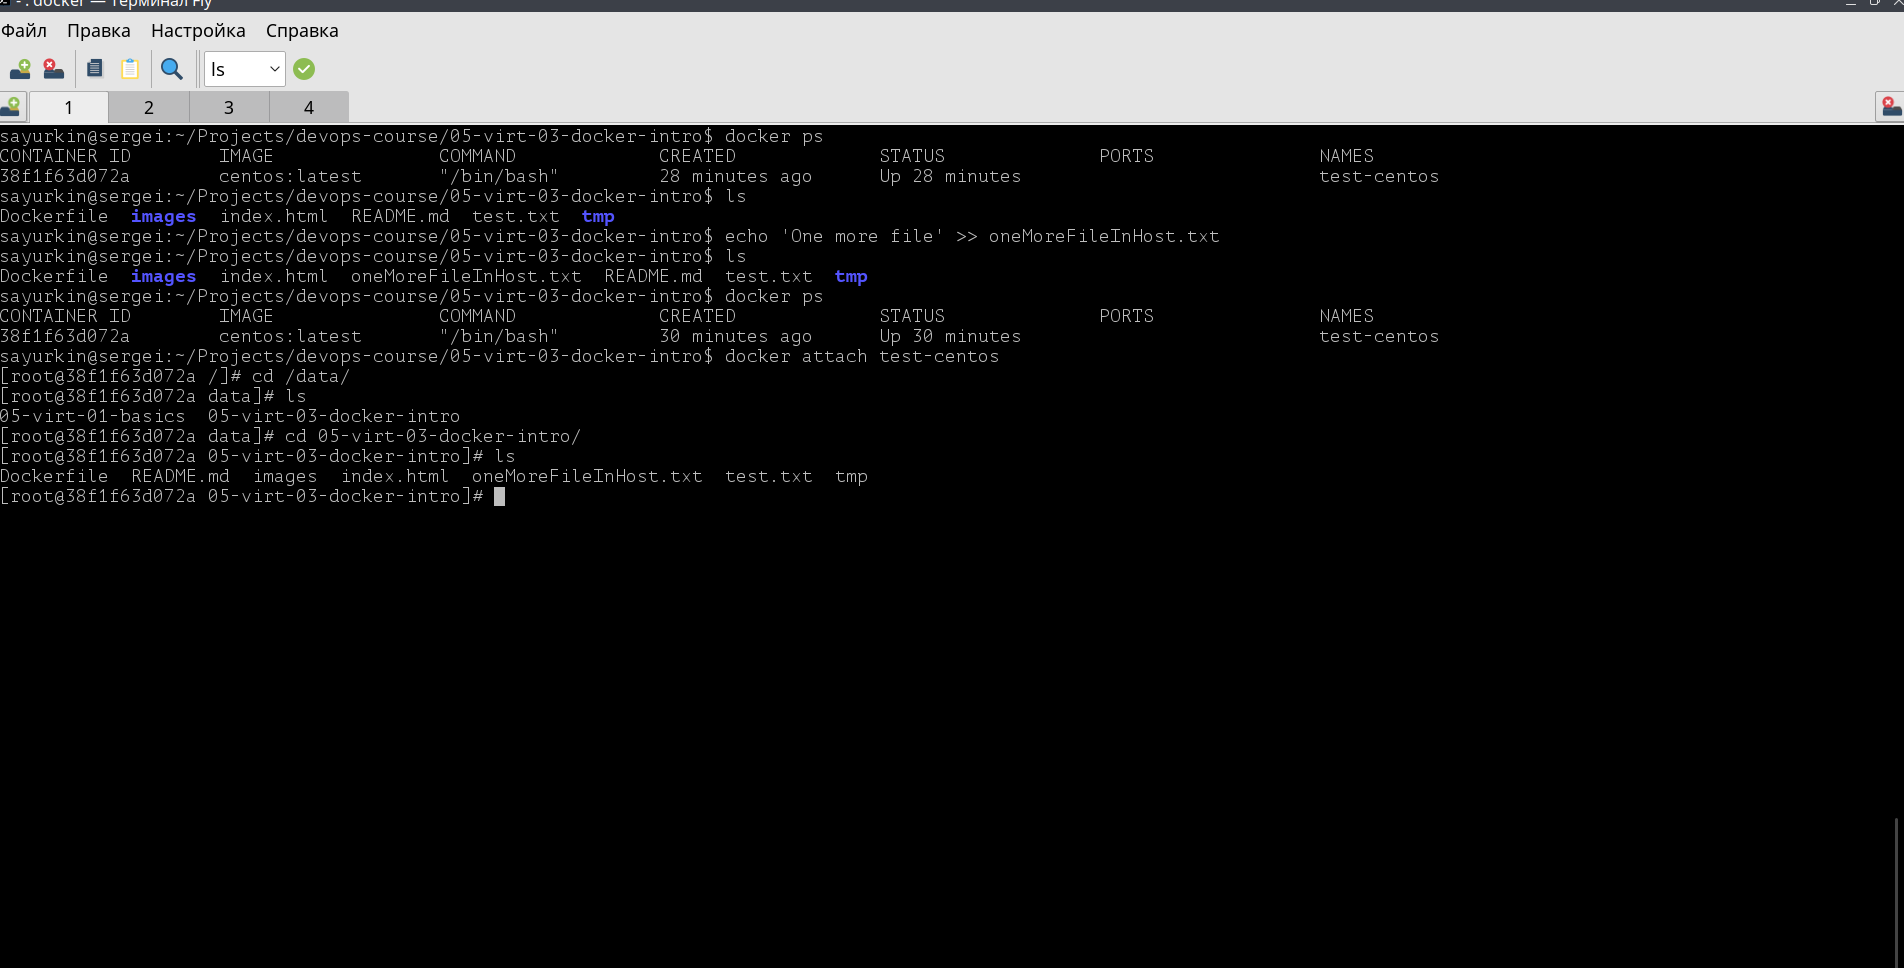 - : docker — Терминал Fly
Файл Правка Настройка Справка
ls
1 2 3 4
sayurkin@sergei:~/Projects/devops-course/05-virt-03-docker-intro$ docker ps
CONTAINER ID IMAGE COMMAND CREATED STATUS PORTS NAMES
38f1f63d072a centos:latest "/bin/bash" 28 minutes ago Up 28 minutes test-centos
sayurkin@sergei:~/Projects/devops-course/05-virt-03-docker-intro$ ls
Dockerfile images index.html README.md test.txt tmp
sayurkin@sergei:~/Projects/devops-course/05-virt-03-docker-intro$ echo 'One more file' >> oneMoreFileInHost.txt
sayurkin@sergei:~/Projects/devops-course/05-virt-03-docker-intro$ ls
Dockerfile images index.html oneMoreFileInHost.txt README.md test.txt tmp
sayurkin@sergei:~/Projects/devops-course/05-virt-03-docker-intro$ docker ps
CONTAINER ID IMAGE COMMAND CREATED STATUS PORTS NAMES
38f1f63d072a centos:latest "/bin/bash" 30 minutes ago Up 30 minutes test-centos
sayurkin@sergei:~/Projects/devops-course/05-virt-03-docker-intro$ docker attach test-centos
[root@38f1f63d072a /]# cd /data/
[root@38f1f63d072a data]# ls
05-virt-01-basics 05-virt-03-docker-intro
[root@38f1f63d072a data]# cd 05-virt-03-docker-intro/
[root@38f1f63d072a 05-virt-03-docker-intro]# ls
Dockerfile README.md images index.html oneMoreFileInHost.txt test.txt tmp
[root@38f1f63d072a 05-virt-03-docker-intro]#